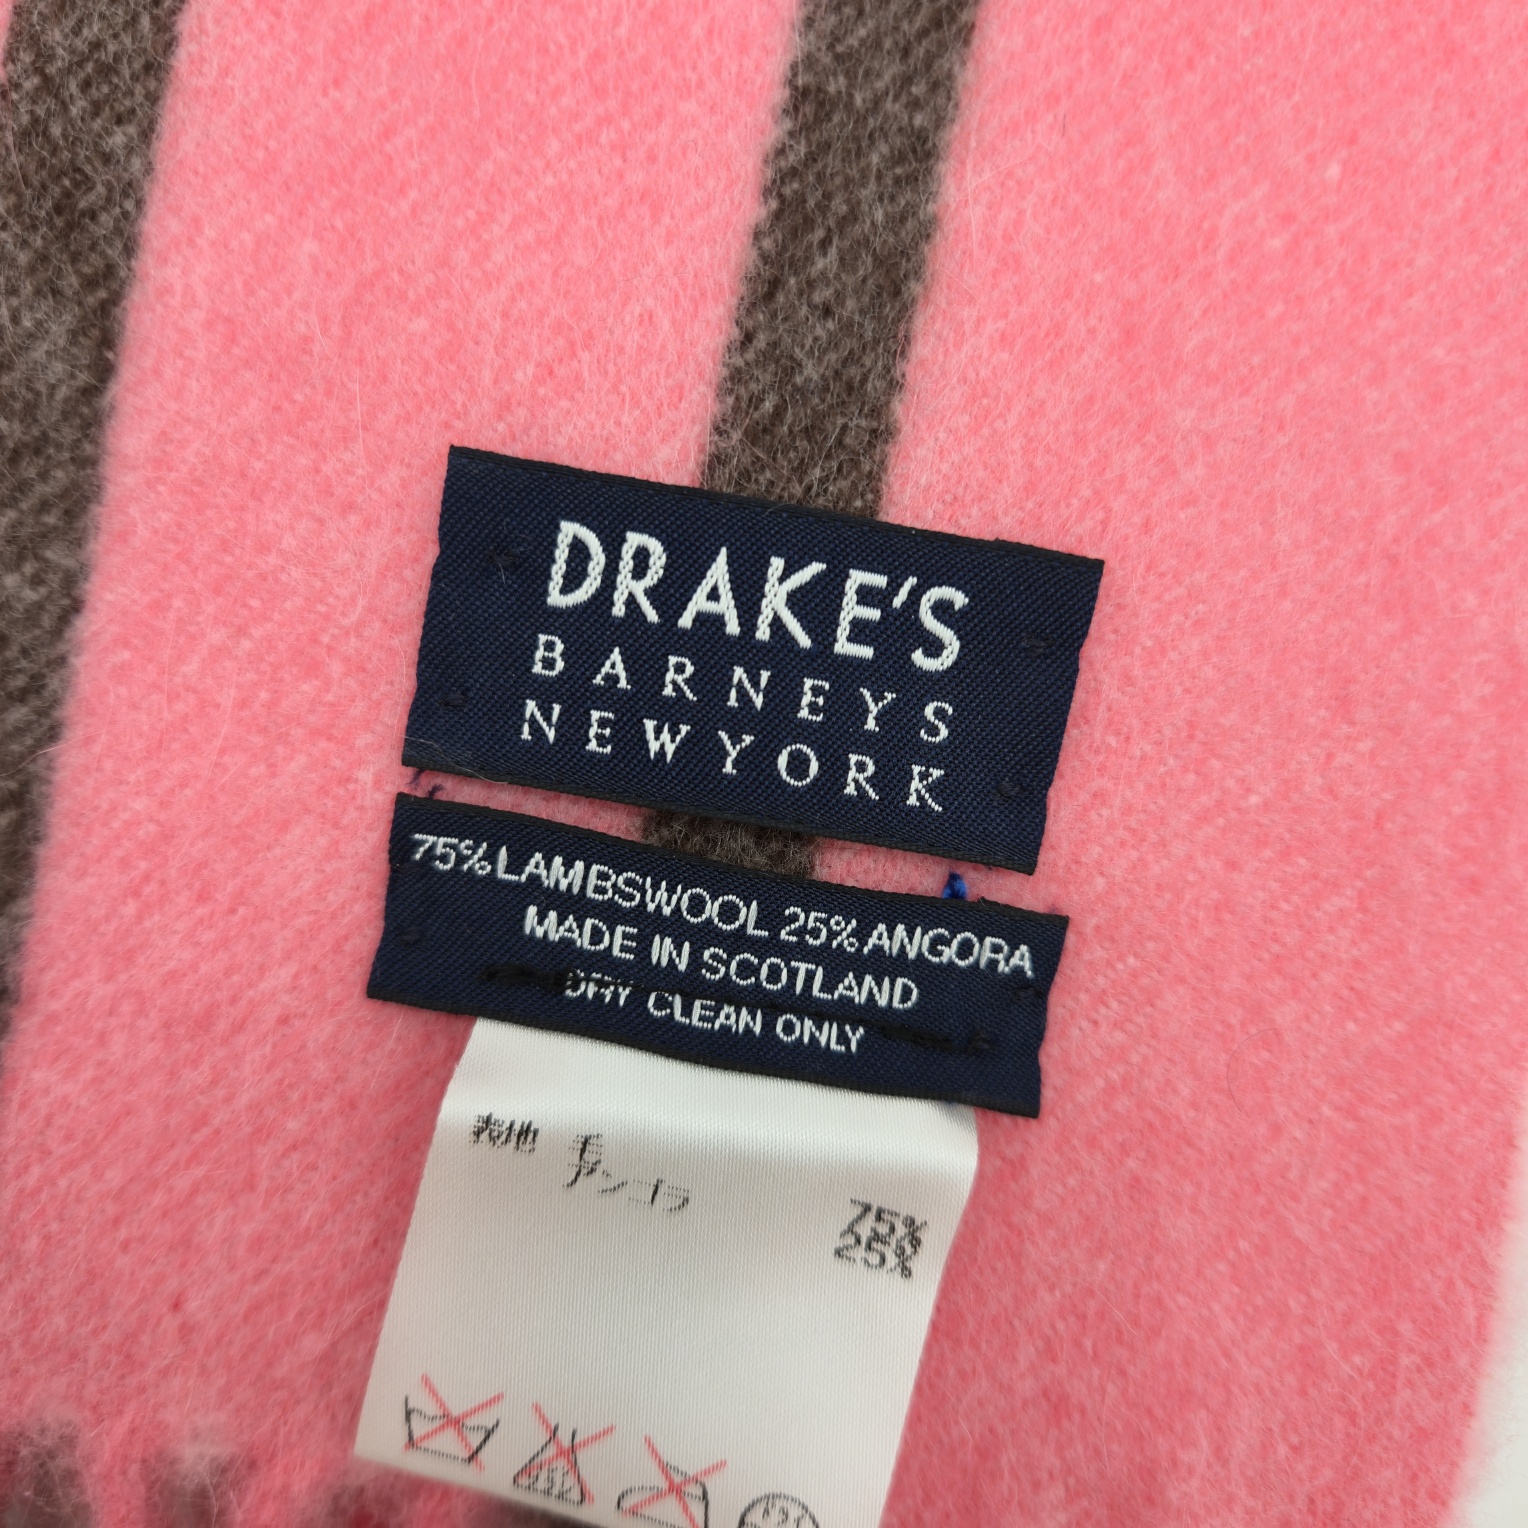 DRAKE'S
BARNEYS
NEWYORK
75% LAMBSWOOL 25% ANGORA
MADE IN SCOTLAND
DRY CLEAN ONLY
表地 毛 75%
アンゴラ 25%